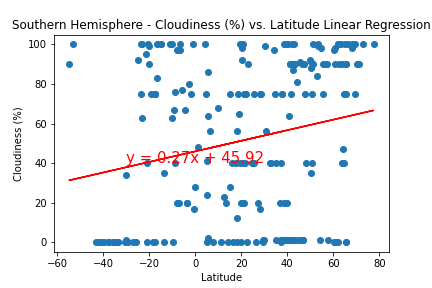 Southern Hemisphere - Cloudiness (%) vs. Latitude Linear Regression
100
80
60
40
20
0
Cloudiness (%)
y = 0.27x + 45.92
−60 −40 −20 0 20 40 60 80
Latitude